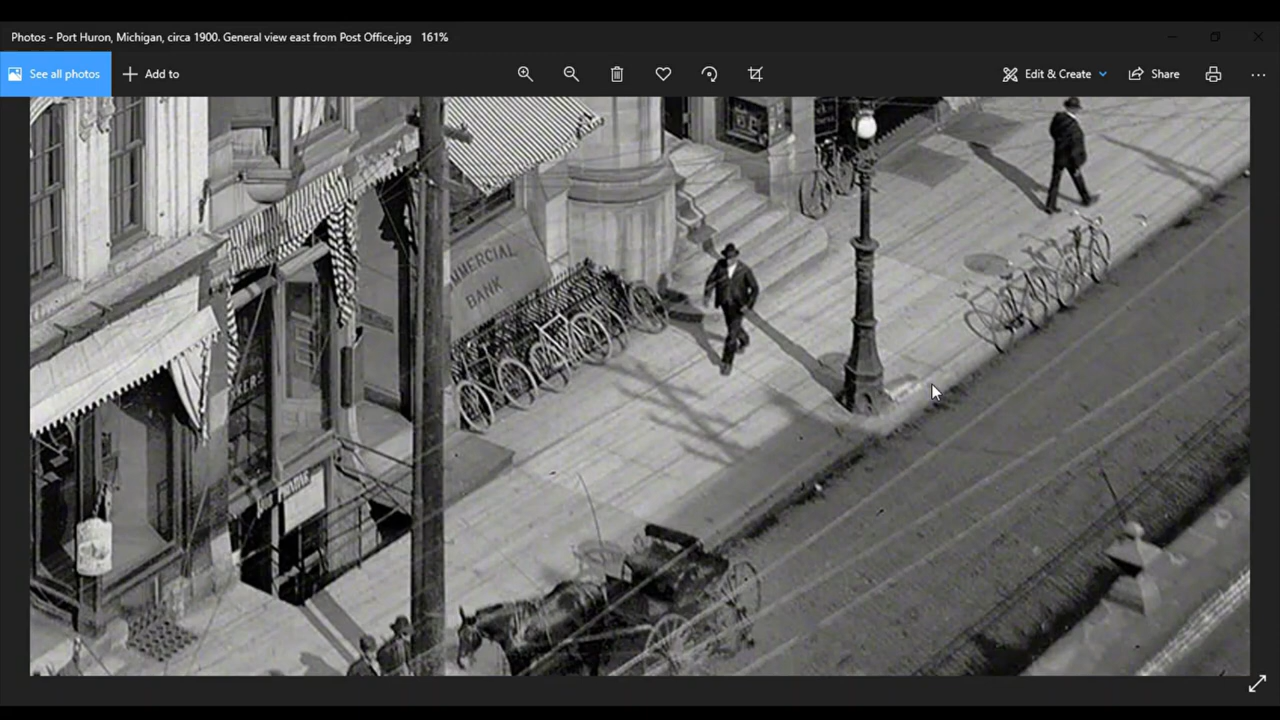 Photos - Port Huron, Michigan, circa 1900. General view east from Post Office.jpg 161%
See all photos
Add to
Edit & Create
Share
MMERCIAL
BANK
KERS